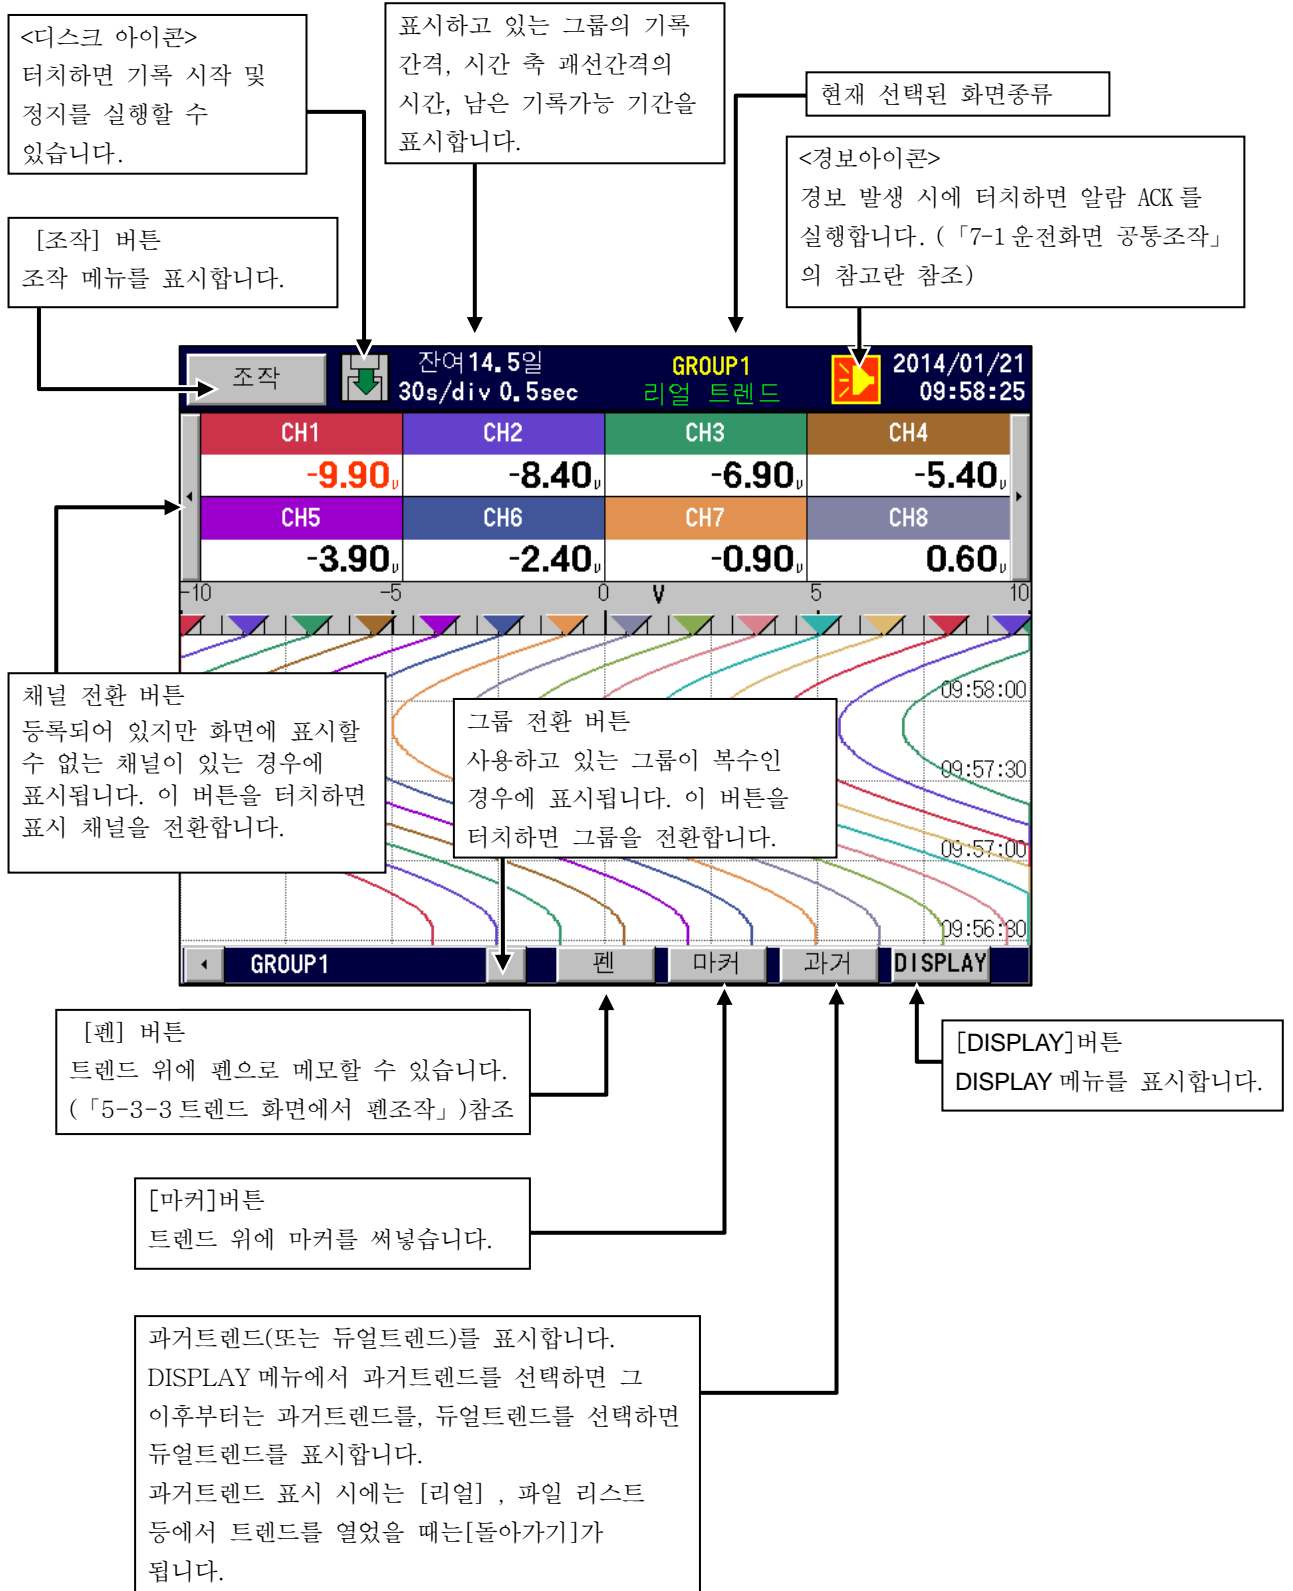 <디스크 아이콘>
터치하면 기록 시작 및
정지를 실행할 수
있습니다.
표시하고 있는 그룹의 기록
간격, 시간 축 괘선간격의
시간, 남은 기록가능 기간을
표시합니다.
현재 선택된 화면종류
<경보아이콘>
경보 발생 시에 터치하면 알람 ACK를
실행합니다. (「7-1운전화면 공통조작」
의 참고란 참조)
[조작] 버튼
조작 메뉴를 표시합니다.
조작
잔여14.5일
30s/div 0.5sec
GROUP1
리얼 트렌드
2014/01/21
09:58:25
CH1 CH2 CH3 CH4
-9.90V -8.40V -6.90V -5.40V
CH5 CH6 CH7 CH8
-3.90V -2.40V -0.90V 0.60V
-10 -5 0 V 5 10
09:58:00
09:57:30
09:57:00
09:56:30
채널 전환 버튼
등록되어 있지만 화면에 표시할
수 없는 채널이 있는 경우에
표시됩니다. 이 버튼을 터치하면
표시 채널을 전환합니다.
그룹 전환 버튼
사용하고 있는 그룹이 복수인
경우에 표시됩니다. 이 버튼을
터치하면 그룹을 전환합니다.
GROUP1 펜 마커 과거 DISPLAY
[펜] 버튼
트렌드 위에 펜으로 메모할 수 있습니다.
(「5-3-3트렌드 화면에서 펜조작」)참조
[DISPLAY]버튼
DISPLAY 메뉴를 표시합니다.
[마커]버튼
트렌드 위에 마커를 써넣습니다.
과거트렌드(또는 듀얼트렌드)를 표시합니다.
DISPLAY 메뉴에서 과거트렌드를 선택하면 그
이후부터는 과거트렌드를, 듀얼트렌드를 선택하면
듀얼트렌드를 표시합니다.
과거트렌드 표시 시에는 [리얼] , 파일 리스트
등에서 트렌드를 열었을 때는[돌아가기]가
됩니다.